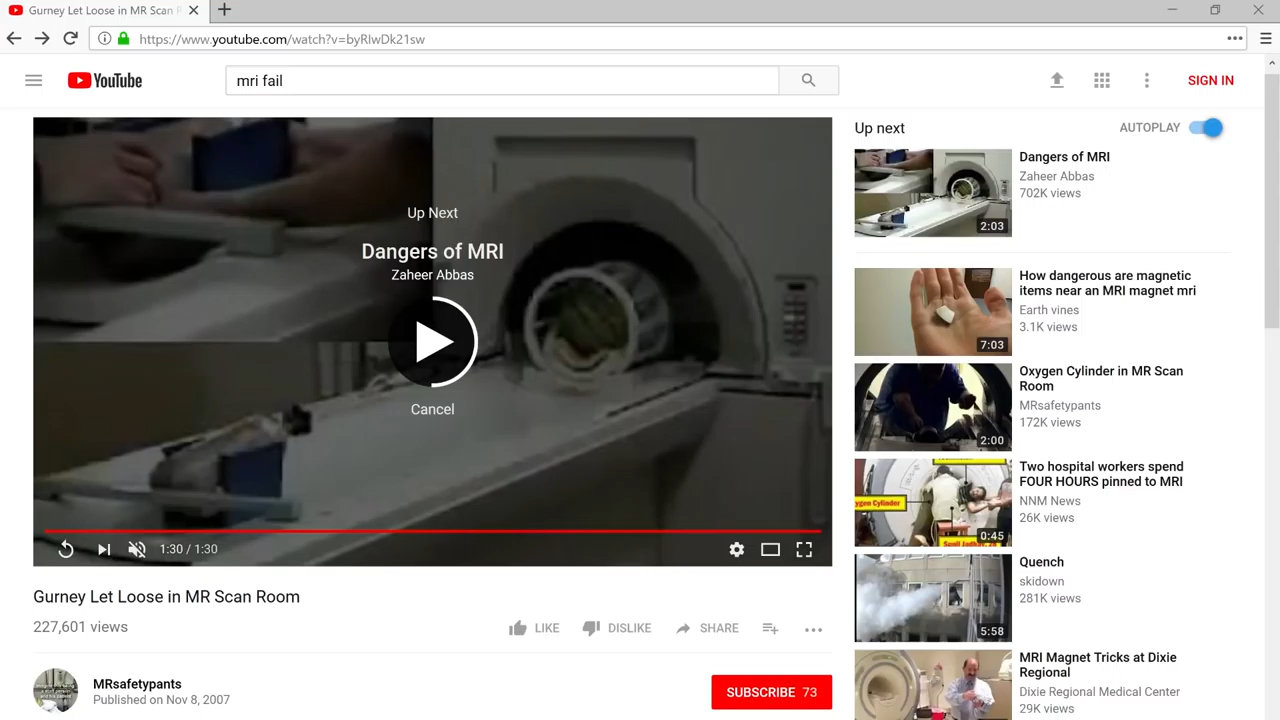 Gurney Let Loose in MR Scan R
https://www.youtube.com/watch?v=byRlwDk21sw
YouTube
mri fail
SIGN IN
Up Next
Dangers of MRI
Zaheer Abbas
Cancel
1:30 / 1:30
Gurney Let Loose in MR Scan Room
227,601 views
LIKE
DISLIKE
SHARE
MRsafetypants
Published on Nov 8, 2007
SUBSCRIBE 73
Up next
AUTOPLAY
Dangers of MRI
Zaheer Abbas
702K views
2:03
How dangerous are magnetic
items near an MRI magnet mri
Earth vines
3.1K views
7:03
Oxygen Cylinder in MR Scan
Room
MRsafetypants
172K views
2:00
Two hospital workers spend
FOUR HOURS pinned to MRI
NNM News
26K views
ygen Cylinder
0:45
Quench
skidown
281K views
5:58
MRI Magnet Tricks at Dixie
Regional
Dixie Regional Medical Center
29K views